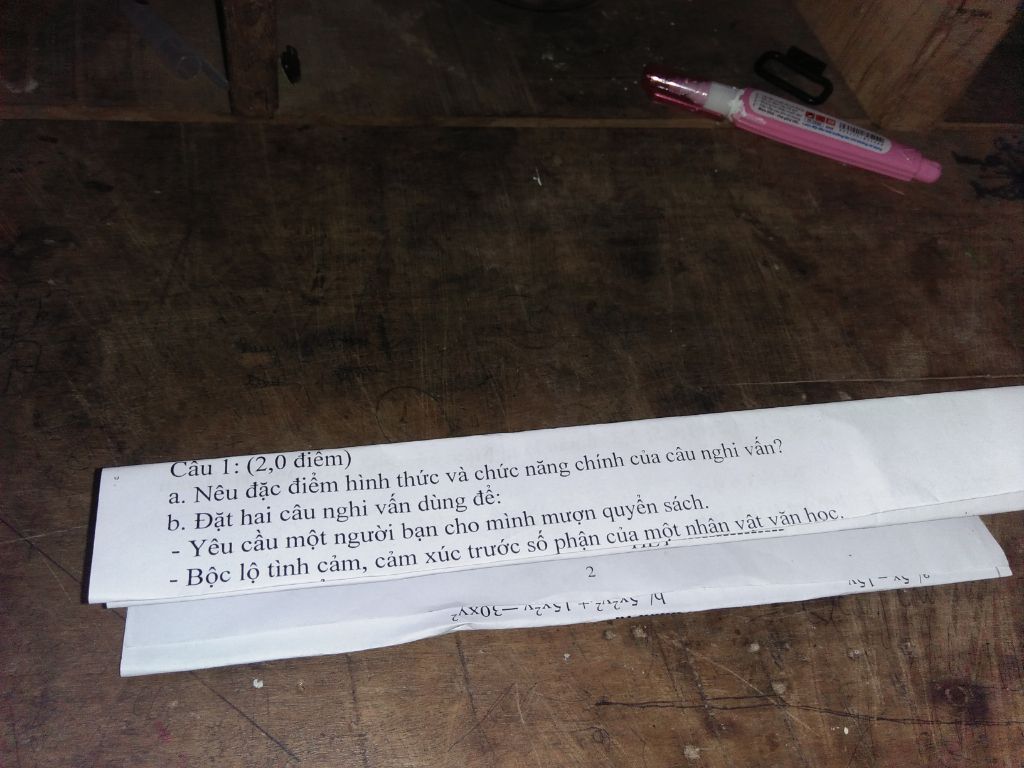 Câu 1: (2,0 điểm)
a. Nêu đặc điểm hình thức và chức năng chính của câu nghi vấn?
b. Đặt hai câu nghi vấn dùng để:
- Yêu cầu một người bạn cho mình mượn quyển sách.
- Bộc lộ tình cảm, cảm xúc trước số phận của một nhân vật văn học.
2